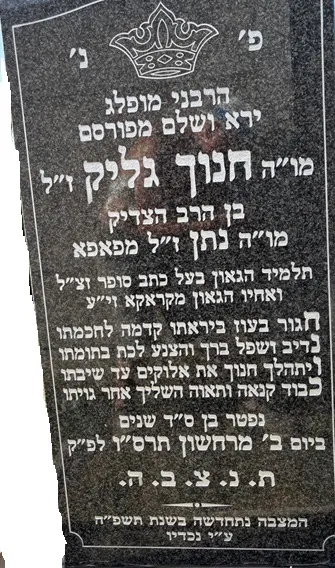 פ׳ נ׳
הרבני מופלג
ירא ושלם מפורסם
מו״ה חנוך גליק ז״ל
בן הרב הצדיק
מו״ה נתן ז״ל מפאפא
תלמיד הגאון בעל כתב סופר זצ״ל
ואחיו הגאון מקראקא זי״ע
חגור בעוז ביראתו קדמה לחכמתו
נדיב ושפל ברך והצנע לכת בתומתו
ויתהלך חנוך את אלוקים עד שיבתו
כבוד קנאה ותאוה השליך אחר גויתו
נפטר בן ס״ד שנים
ביום ב׳ מרחשון תרס״ו לפ״ק
ת. נ. צ. ב. ה.
המצבה נתחדשה בשנת תשפ״ח
ע״י נכדיו